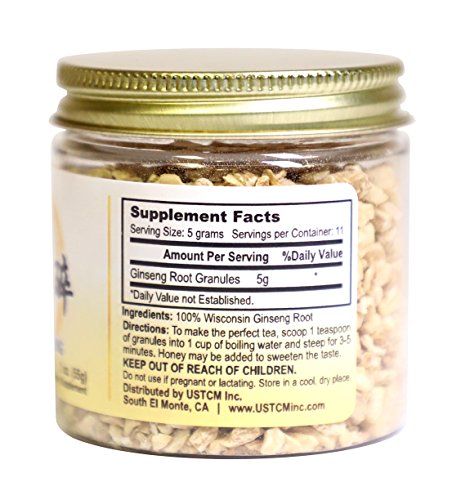 Supplement Facts
Serving Size: 5 grams Servings per Container: 11
Amount Per Serving %Daily Value
Ginseng Root Granules 5g *
*Daily Value not Established.
Ingredients: 100% Wisconsin Ginseng Root
Directions: To make the perfect tea, scoop 1 teaspoon
of granules into 1 cup of boiling water and steep for 3-5
minutes. Honey may be added to sweeten the taste.
KEEP OUT OF REACH OF CHILDREN.
Do not use if pregnant or lactating. Store in a cool, dry place.
Distributed by USTCM Inc.
South El Monte, CA | www.USTCMinc.com